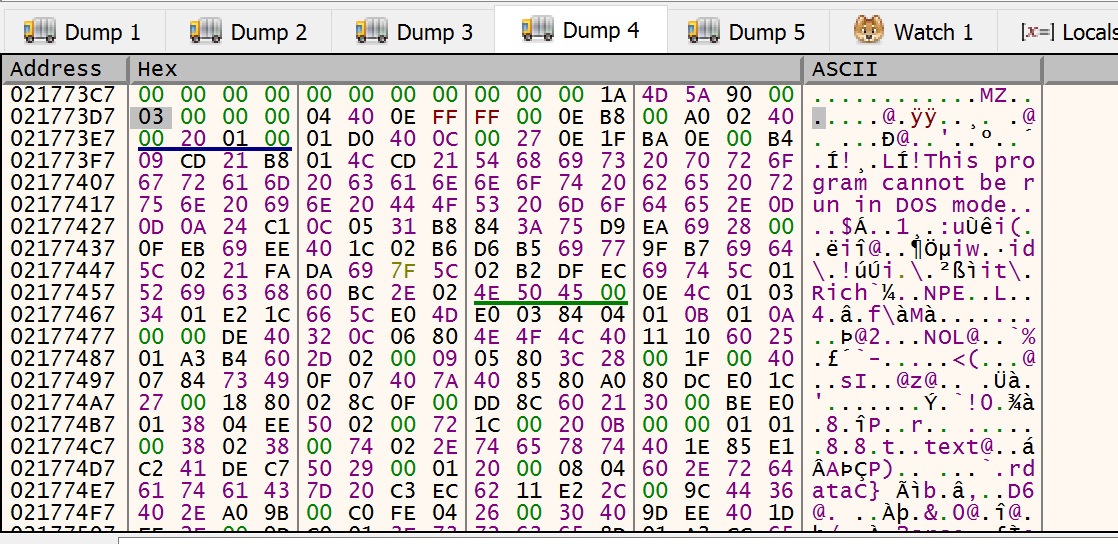 Dump 1 Dump 2 Dump 3 Dump 4 Dump 5 Watch 1 [x=] Locals
Address Hex ASCII
021773C7 00 00 00 00 00 00 00 00 00 00 00 1A 4D 5A 90 00 ............MZ..
021773D7 03 00 00 00 04 40 0E FF FF 00 0E B8 00 A0 02 40 .....@.ÿÿ..¸. .@
021773E7 00 20 01 00 01 D0 40 0C 00 27 0E 1F BA 0E 00 B4 . ...Ð@..'..º..´
021773F7 09 CD 21 B8 01 4C CD 21 54 68 69 73 20 70 72 6F .Í!¸.LÍ!This pro
02177407 67 72 61 6D 20 63 61 6E 6E 6F 74 20 62 65 20 72 gram cannot be r
02177417 75 6E 20 69 6E 20 44 4F 53 20 6D 6F 64 65 2E 0D un in DOS mode..
02177427 0D 0A 24 C1 0C 05 31 B8 84 3A 75 D9 EA 69 28 00 ..$Á..1¸.:uÙêi(.
02177437 0F EB 69 EE 40 1C 02 B6 D6 B5 69 77 9F B7 69 64 .ëiî@..¶Öµiw.·id
02177447 5C 02 21 FA DA 69 7F 5C 02 B2 DF EC 69 74 5C 01 \.!úÚi.\.²ßìit\.
02177457 52 69 63 68 60 BC 2E 02 4E 50 45 00 0E 4C 01 03 Rich`¼..NPE..L..
02177467 34 01 E2 1C 66 5C E0 4D E0 03 84 04 01 0B 01 0A 4.â.f\àMà.......
02177477 00 00 DE 40 32 0C 06 80 4E 4F 4C 40 11 10 60 25 ..Þ@2...NOL@..`%
02177487 01 A3 B4 60 2D 02 00 09 05 80 3C 28 00 1F 00 40 .£´`-.....<(...@
02177497 07 84 73 49 0F 07 40 7A 40 85 80 A0 80 DC E0 1C ..sI..@z@.. .Üà.
021774A7 27 00 18 80 02 8C 0F 00 DD 8C 60 21 30 00 BE E0 '.......Ý.`!0.¾à
021774B7 01 38 04 EE 50 02 00 72 1C 00 20 0B 00 00 01 01 .8.îP..r.. .....
021774C7 00 38 02 38 00 74 02 2E 74 65 78 74 40 1E 85 E1 .8.8.t..text@..á
021774D7 C2 41 DE C7 50 29 00 01 20 00 08 04 60 2E 72 64 ÂAÞÇP).. ...`.rd
021774E7 61 74 61 43 7D 20 C3 EC 62 11 E2 2C 00 9C 44 36 ataC} Ãìb.â,..D6
021774F7 40 2E A0 9B 00 C0 FE 04 26 00 30 40 9D EE 40 1D @. ..Àþ.&.0@.î@.